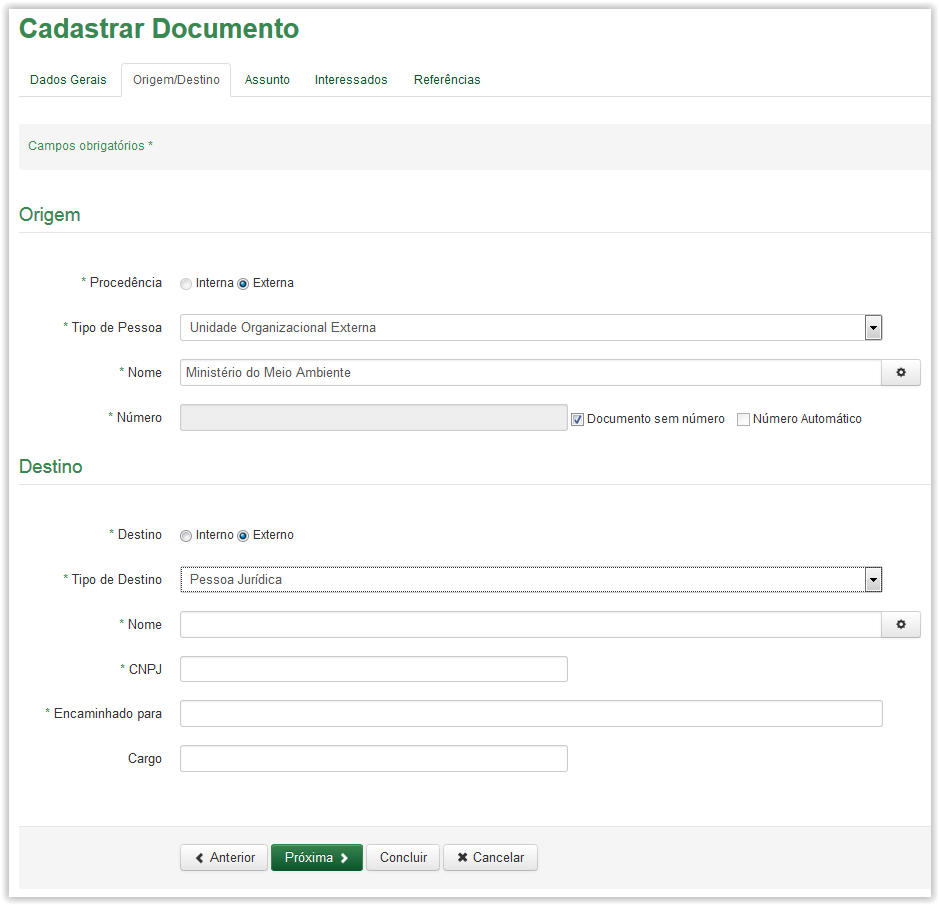 Cadastrar Documento
Dados Gerais Origem/Destino Assunto Interessados Referências
Campos obrigatórios *
Origem
* Procedência Interna Externa
* Tipo de Pessoa Unidade Organizacional Externa
* Nome Ministério do Meio Ambiente
* Número Documento sem número Número Automático
Destino
* Destino Interno Externo
* Tipo de Destino Pessoa Jurídica
* Nome
* CNPJ
* Encaminhado para
Cargo
Anterior Próxima Concluir Cancelar